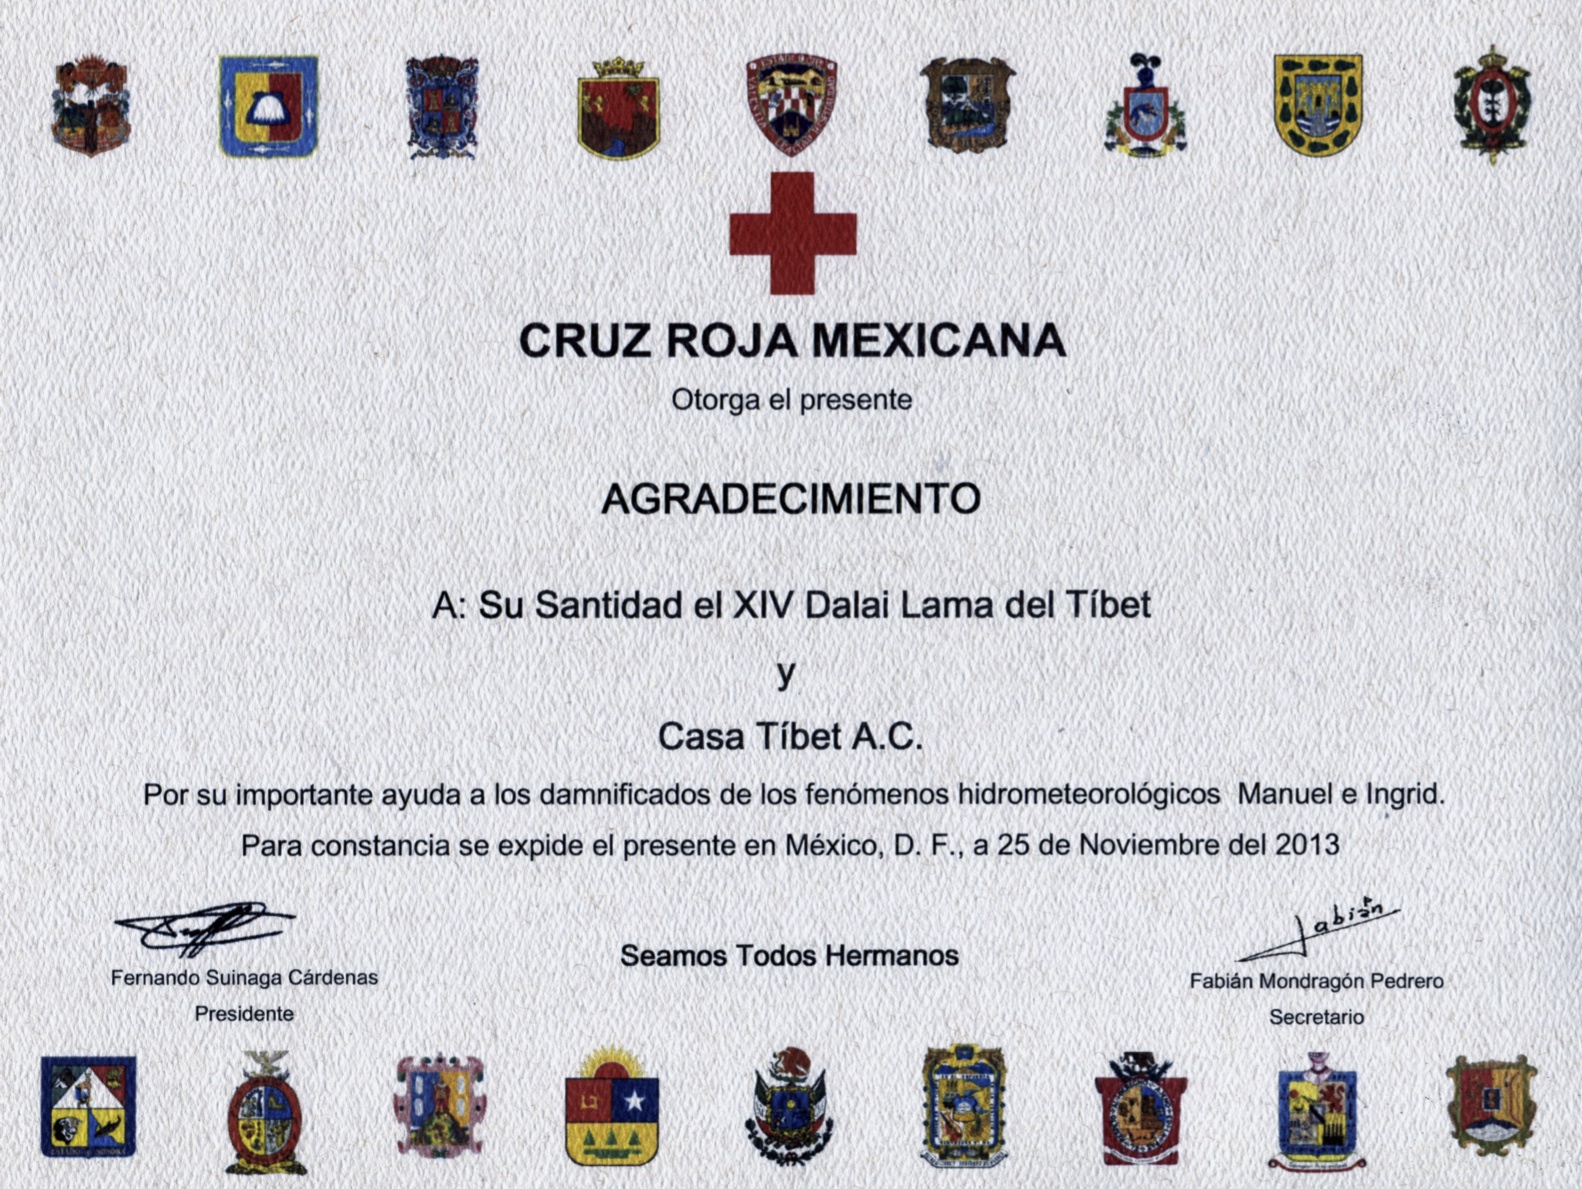 CRUZ ROJA MEXICANA
Otorga el presente
AGRADECIMIENTO
A: Su Santidad el XIV Dalai Lama del Tíbet
y
Casa Tíbet A.C.
Por su importante ayuda a los damnificados de los fenómenos hidrometeorológicos Manuel e Ingrid.
Para constancia se expide el presente en México, D. F., a 25 de Noviembre del 2013
Fabián
Seamos Todos Hermanos
Fernando Suinaga Cárdenas
Presidente
Fabián Mondragón Pedrero
Secretario